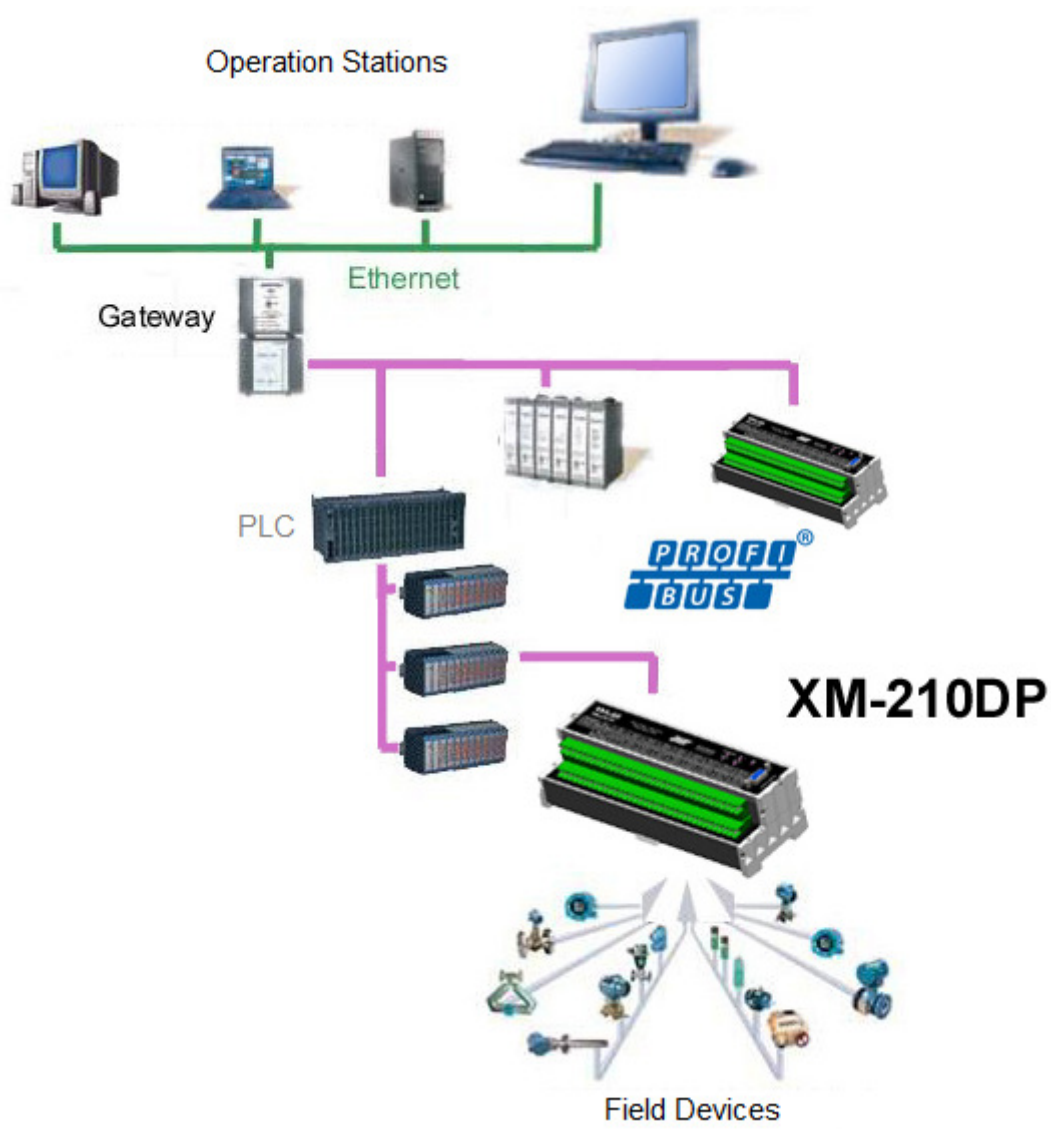 Operation Stations
Ethernet
Gateway
PLC
PROFI
BUS
®
XM-210DP
Field Devices